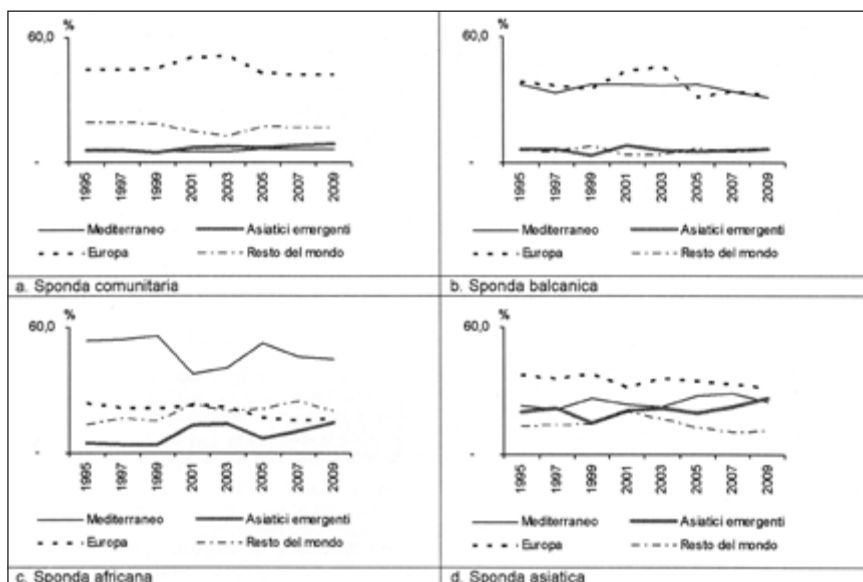 %
60,0
-
1995 1997 1999 2001 2003 2005 2007 2009
Mediterraneo Asiatici emergenti
Europa Resto del mondo
a. Sponda comunitaria
%
60,0
-
1995 1997 1999 2001 2003 2005 2007 2009
Mediterraneo Asiatici emergenti
Europa Resto del mondo
b. Sponda balcanica
%
60,0
-
1995 1997 1999 2001 2003 2005 2007 2009
Mediterraneo Asiatici emergenti
Europa Resto del mondo
c. Sponda africana
%
60,0
-
1995 1997 1999 2001 2003 2005 2007 2009
Mediterraneo Asiatici emergenti
Europa Resto del mondo
d. Sponda asiatica